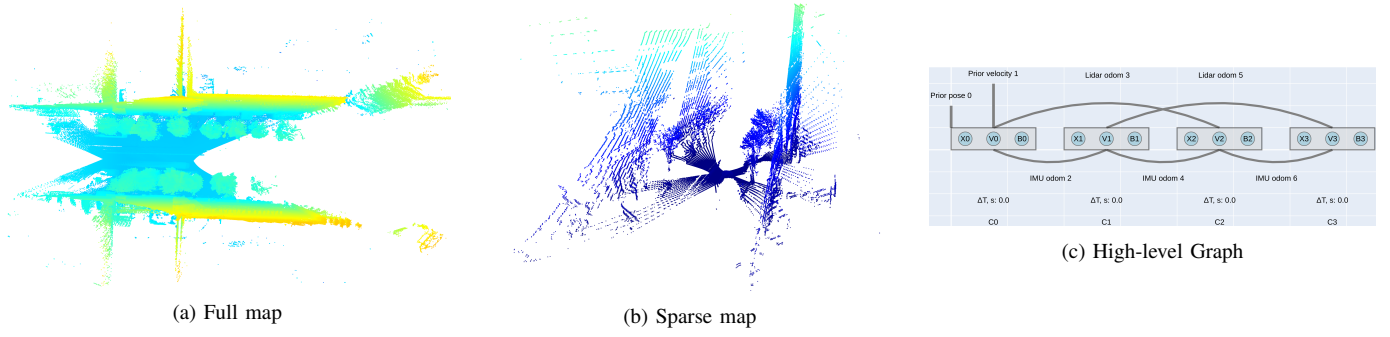 Prior velocity 1
Lidar odom 3
Lidar odom 5
Prior pose 0
X0 V0 B0
X1 V1 B1
X2 V2 B2
X3 V3 B3
IMU odom 2
IMU odom 4
IMU odom 6
ΔT, s: 0.0
ΔT, s: 0.0
ΔT, s: 0.0
ΔT, s: 0.0
C0
C1
C2
C3
(a) Full map
(b) Sparse map
(c) High-level Graph